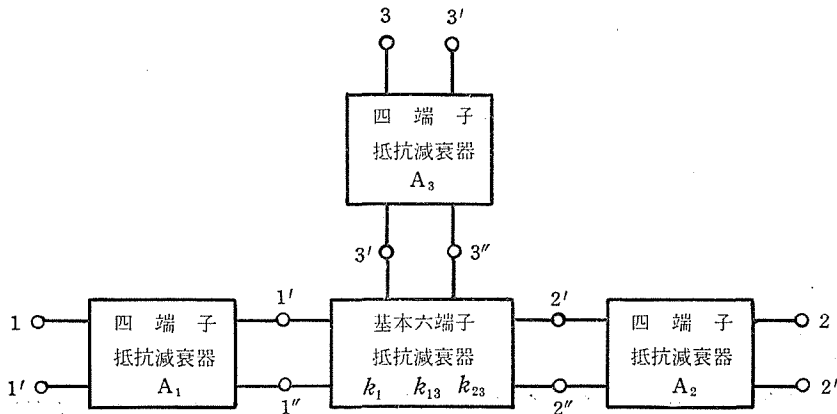 3 3′
四端子
抵抗減衰器
A₃
3′ 3″
1 1′ 2′ 2
四端子
抵抗減衰器
A₁
基本六端子
抵抗減衰器
k₁ k₁₃ k₂₃
四端子
抵抗減衰器
A₂
1′ 1″ 2″ 2′